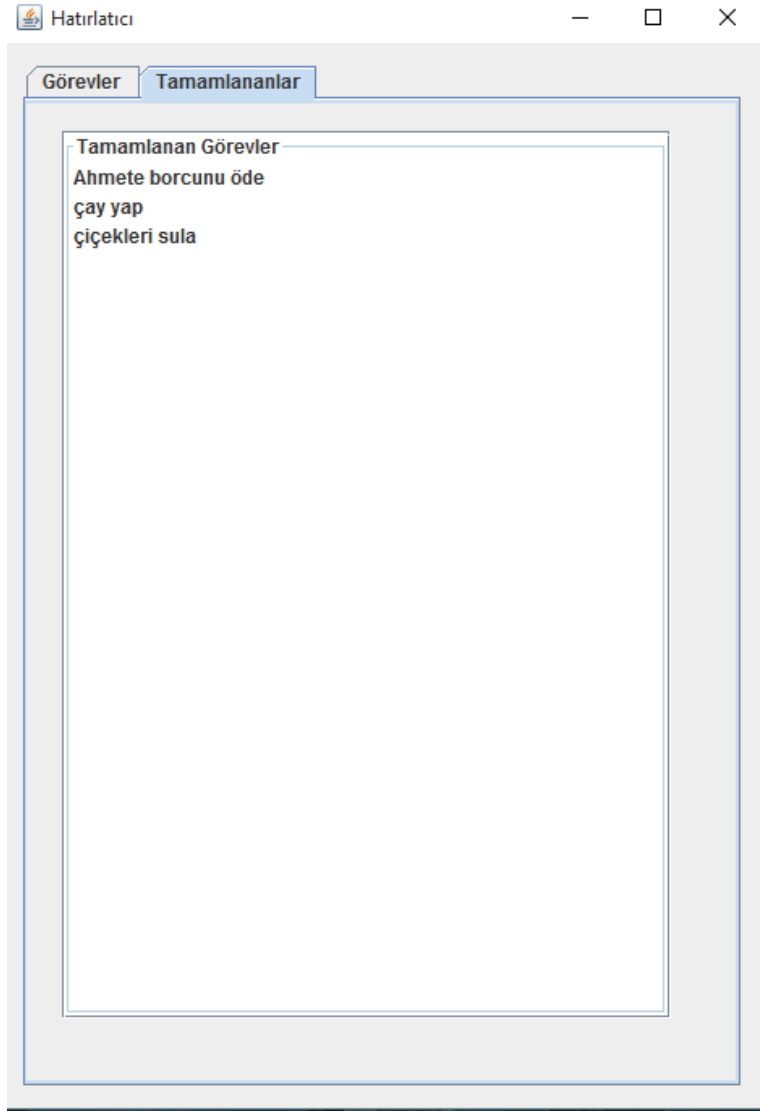 Hatırlatıcı
Görevler
Tamamlananlar
Tamamlanan Görevler
Ahmete borcunu öde
çay yap
çiçekleri sula